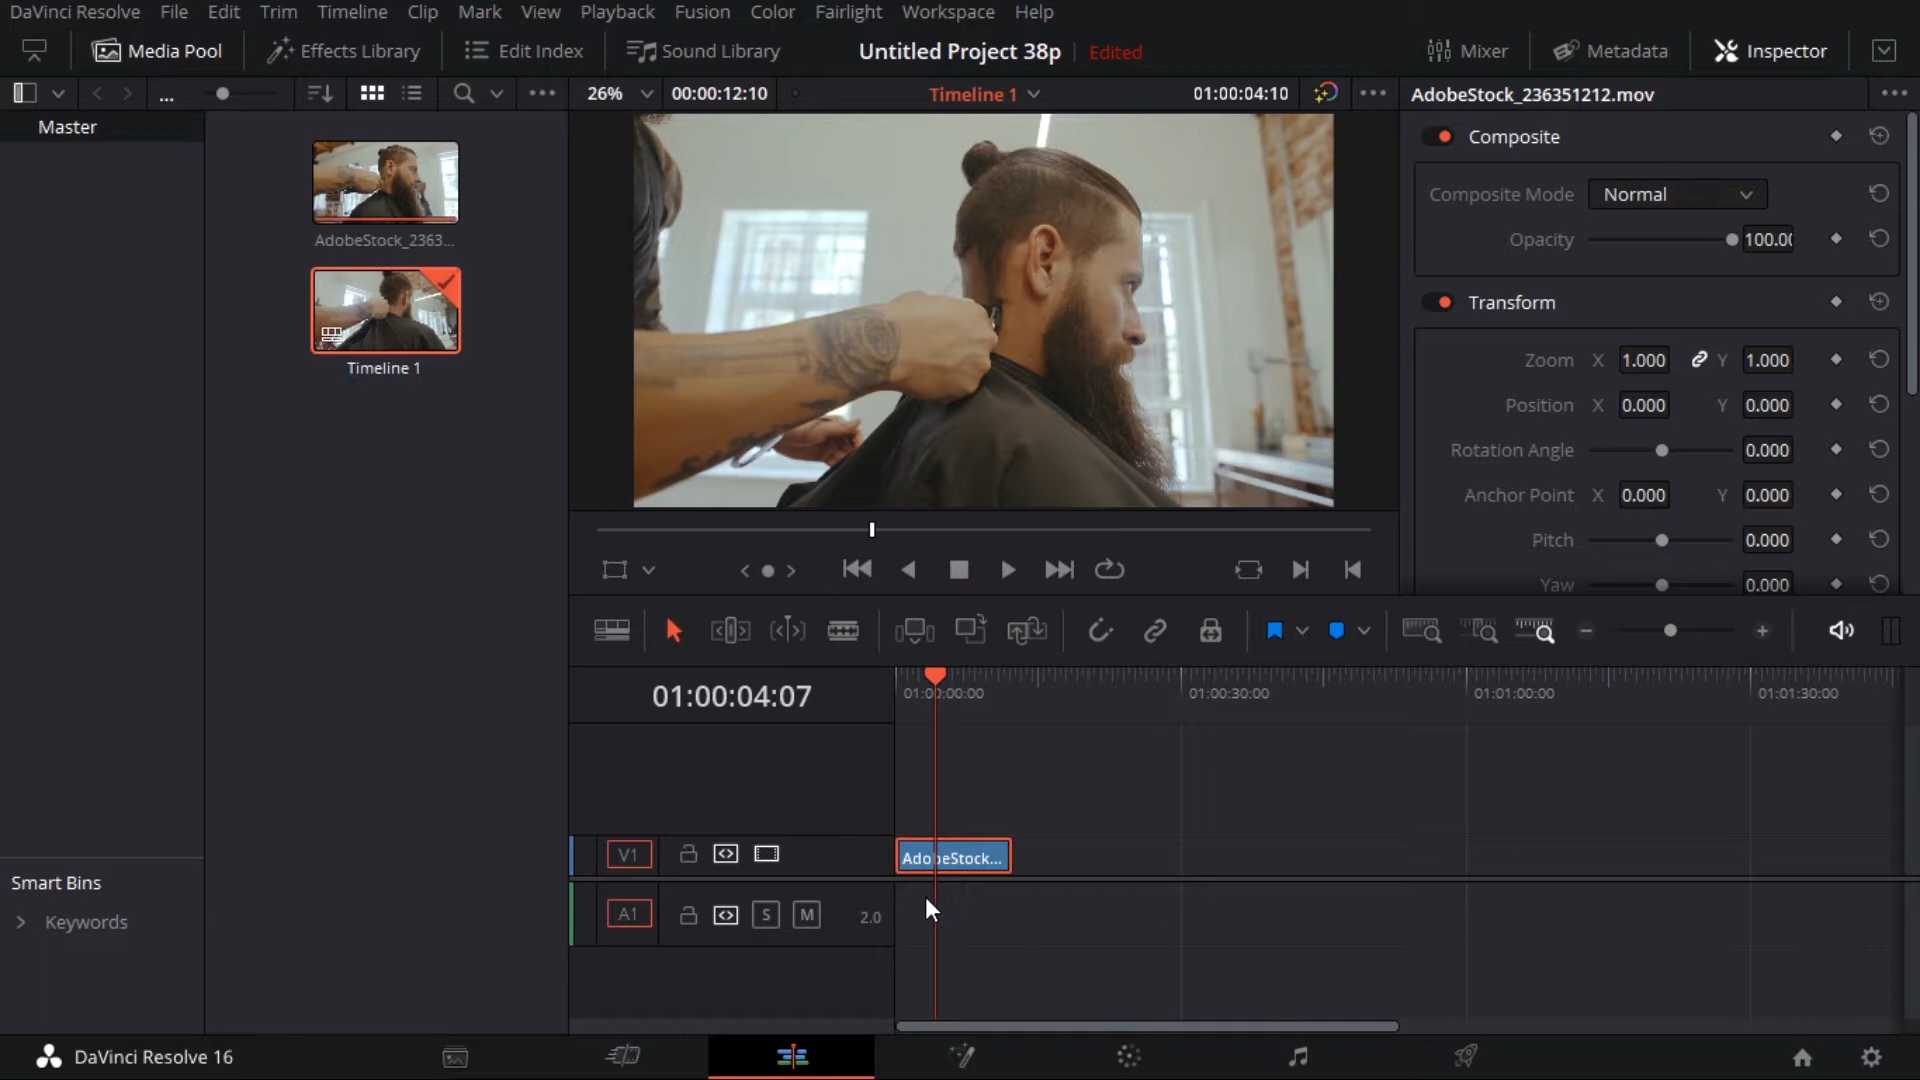 DaVinci Resolve File Edit Trim Timeline Clip Mark View Playback Fusion Color Fairlight Workspace Help
Media Pool Effects Library Edit Index Sound Library Untitled Project 38p Edited Mixer Metadata Inspector
... 26% 00:00:12:10 Timeline 1 01:00:04:10 AdobeStock_236351212.mov
Master
Composite
Composite Mode Normal
Opacity 100.00
AdobeStock_2363...
Transform
Zoom X 1.000 Y 1.000
Timeline 1
Position X 0.000 Y 0.000
Rotation Angle 0.000
Anchor Point X 0.000 Y 0.000
Pitch 0.000
Yaw 0.000
01:00:04:07 01:00:00:00 01:00:30:00 01:01:00:00 01:01:30:00
V1 AdobeStock...
Smart Bins
A1 S M 2.0
Keywords
DaVinci Resolve 16